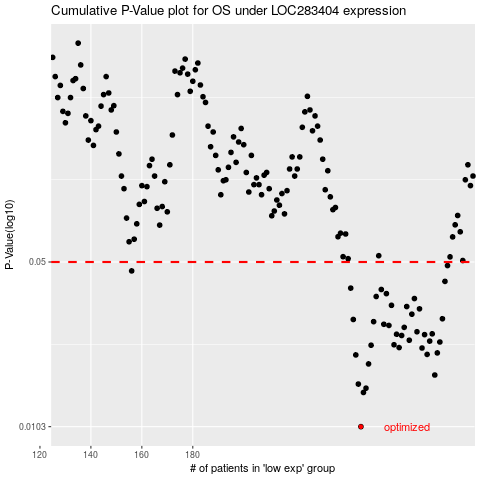 Cumulative P-Value plot for OS under LOC283404 expression
P-Value(log10)
0.05
0.0103
optimized
120 140 160 180
# of patients in 'low exp' group